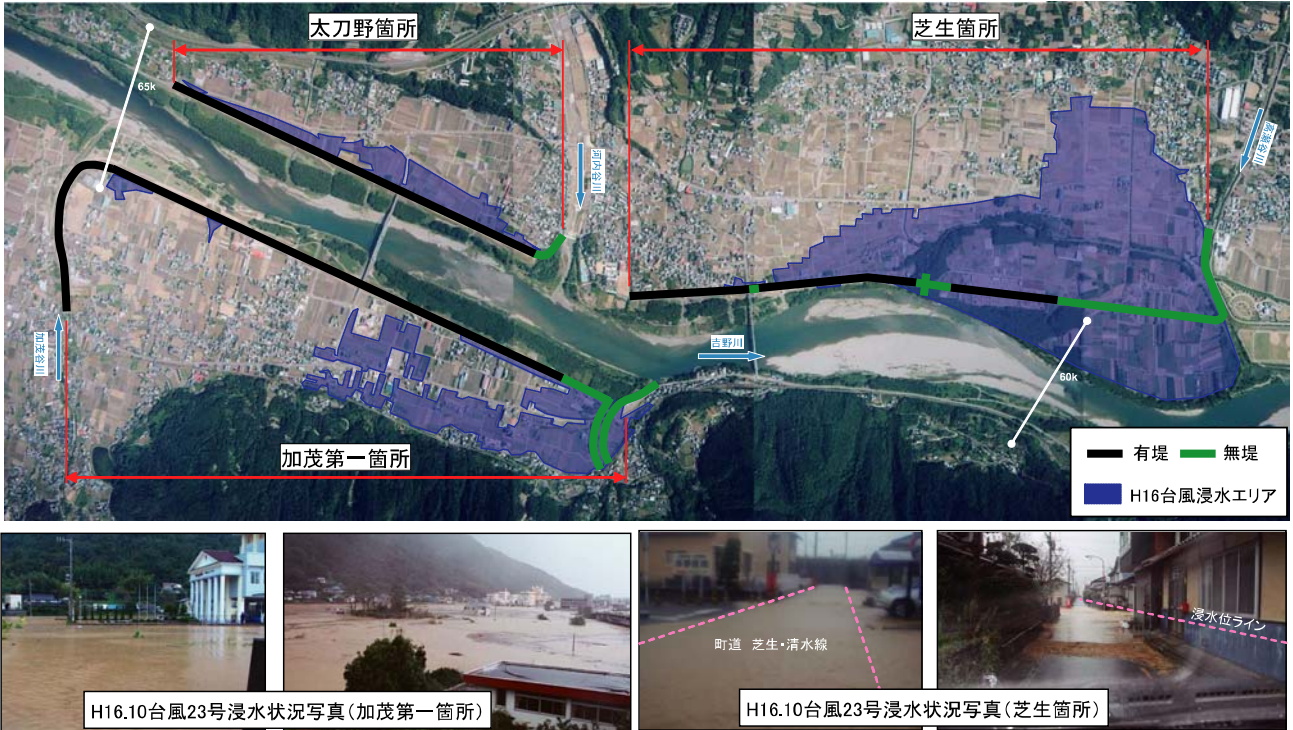 太刀野箇所
芝生箇所
65k
河内谷川
高瀬谷川
加茂谷川
吉野川
60k
加茂第一箇所
有堤
無堤
H16台風浸水エリア
町道 芝生・清水線
浸水位ライン
H16.10台風23号浸水状況写真(加茂第一箇所)
H16.10台風23号浸水状況写真(芝生箇所)